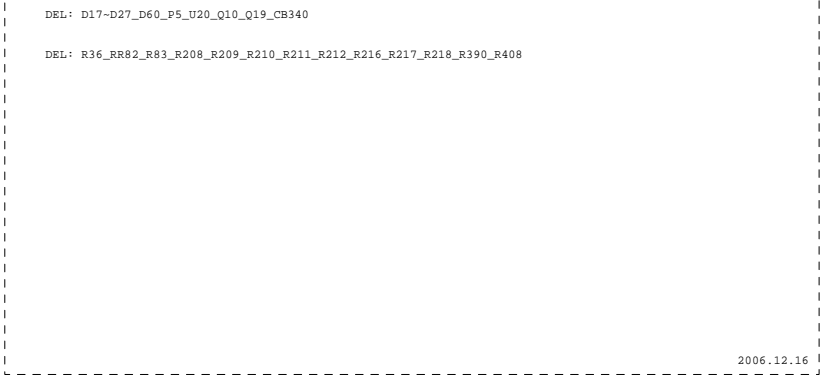 DEL: D17~D27_D60_P5_U20_Q10_Q19_CB340
DEL: R36_RR82_R83_R208_R209_R210_R211_R212_R216_R217_R218_R390_R408
2006.12.16